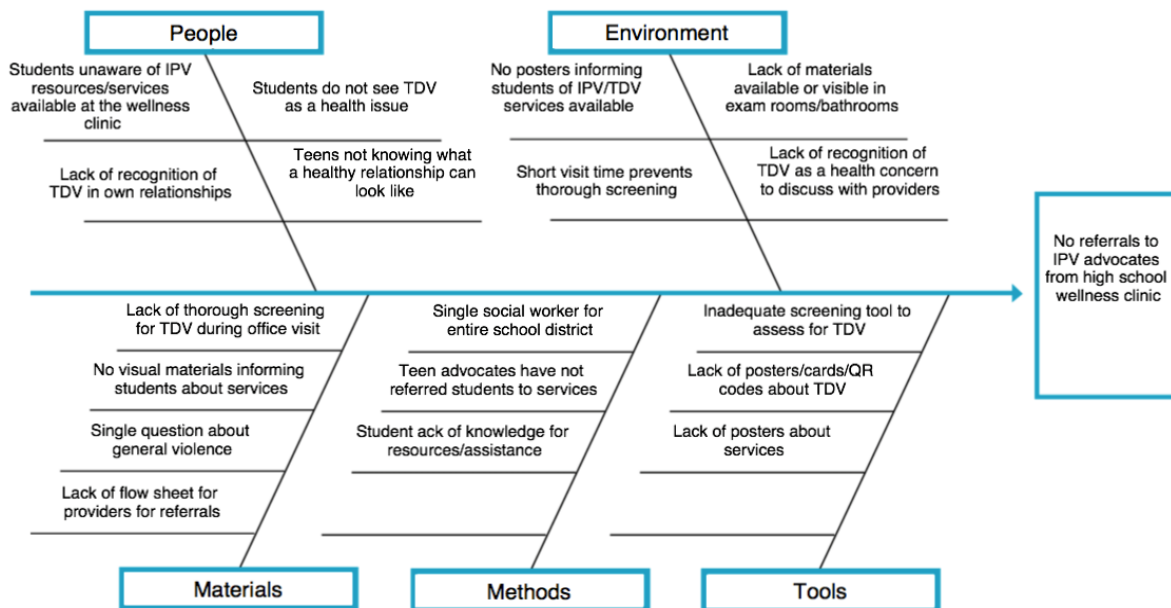 People
Environment
Students unaware of IPV
resources/services
available at the wellness
clinic
Students do not see TDV
as a health issue
Lack of recognition of
TDV in own relationships
Teens not knowing what
a healthy relationship can
look like
No posters informing
students of IPV/TDV
services available
Lack of materials
available or visible in
exam rooms/bathrooms
Short visit time prevents
thorough screening
Lack of recognition of
TDV as a health concern
to discuss with providers
No referrals to
IPV advocates
from high school
wellness clinic
Lack of thorough screening
for TDV during office visit
No visual materials informing
students about services
Single question about
general violence
Lack of flow sheet for
providers for referrals
Single social worker for
entire school district
Teen advocates have not
referred students to services
Student ack of knowledge for
resources/assistance
Inadequate screening tool to
assess for TDV
Lack of posters/cards/QR
codes about TDV
Lack of posters about
services
Materials
Methods
Tools